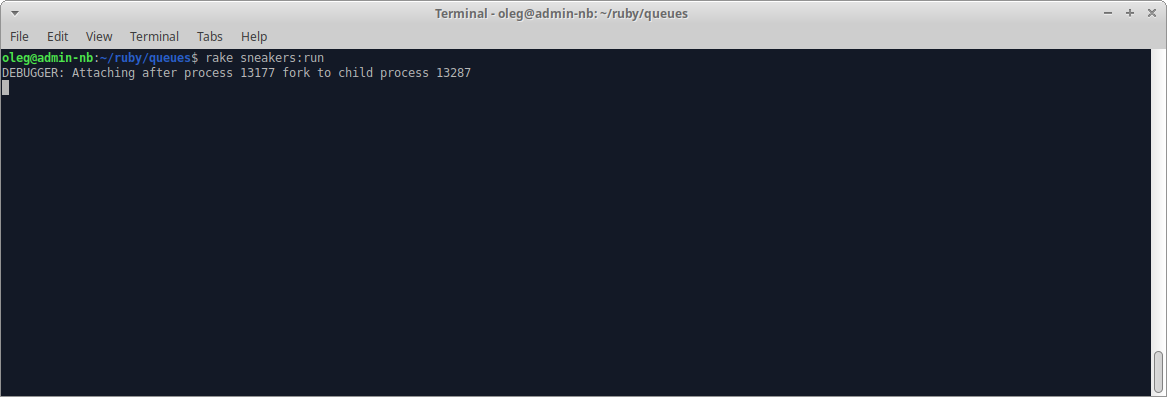 Terminal - oleg@admin-nb: ~/ruby/queues
File Edit View Terminal Tabs Help
oleg@admin-nb:~/ruby/queues$ rake sneakers:run
DEBUGGER: Attaching after process 13177 fork to child process 13287